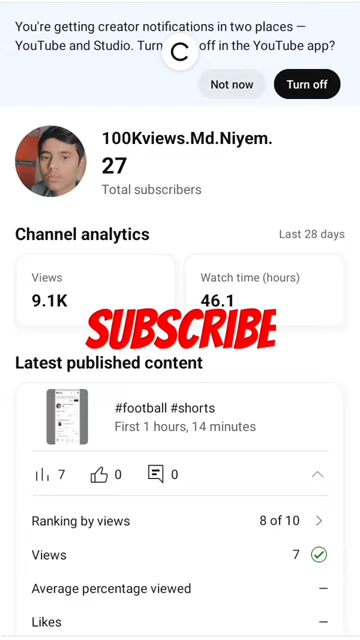 You're getting creator notifications in two places —
YouTube and Studio. Turn off in the YouTube app?
Not now
Turn off
100Kviews.Md.Niyem.
27
Total subscribers
Channel analytics
Last 28 days
Views
Watch time (hours)
9.1K
46.1
SUBSCRIBE
Latest published content
#football #shorts
First 1 hours, 14 minutes
7
0
0
Ranking by views
8 of 10
Views
7
Average percentage viewed
—
Likes
—